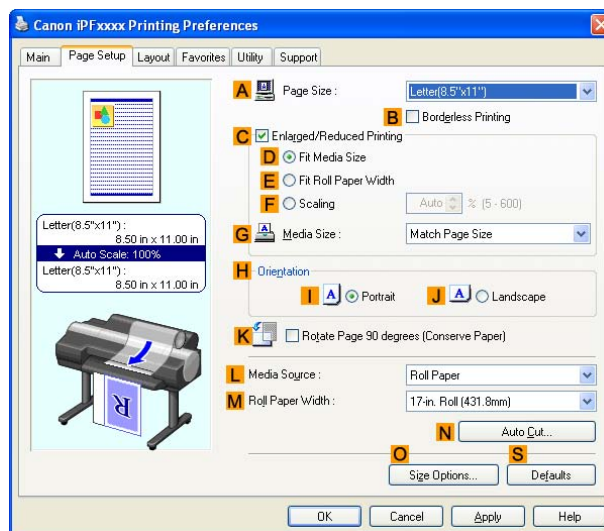 Canon iPFxxxx Printing Preferences
Main Page Setup Layout Favorites Utility Support
A Page Size : Letter(8.5"x11")
B Borderless Printing
C Enlarged/Reduced Printing
D Fit Media Size
E Fit Roll Paper Width
F Scaling Auto % (5 - 600)
G Media Size : Match Page Size
Letter(8.5"x11") :
8.50 in x 11.00 in
Auto Scale: 100%
Letter(8.5"x11") :
8.50 in x 11.00 in
H Orientation
I A Portrait J A Landscape
K Rotate Page 90 degrees (Conserve Paper)
L Media Source : Roll Paper
M Roll Paper Width : 17-in. Roll (431.8mm)
R
N Auto Cut...
O S
Size Options... Defaults
OK Cancel Apply Help